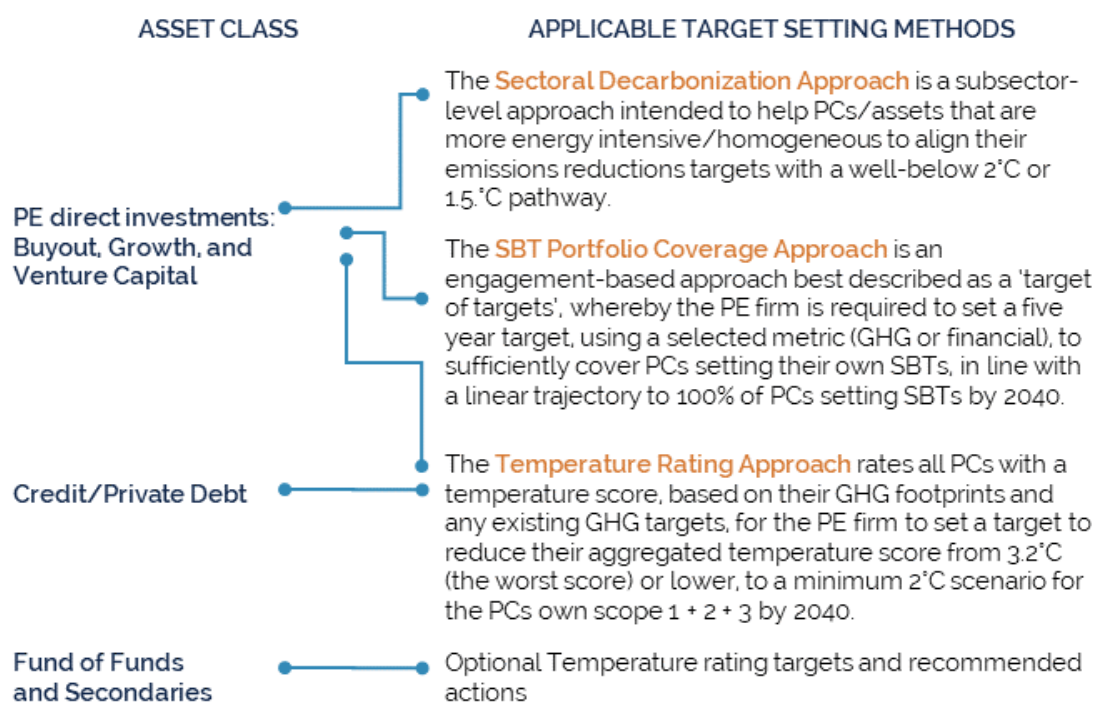 ASSET CLASS
APPLICABLE TARGET SETTING METHODS
The Sectoral Decarbonization Approach is a subsector-
level approach intended to help PCs/assets that are
more energy intensive/homogeneous to align their
emissions reductions targets with a well-below 2°C or
1.5.°C pathway.
PE direct investments:
Buyout, Growth, and
Venture Capital
The SBT Portfolio Coverage Approach is an
engagement-based approach best described as a 'target
of targets', whereby the PE firm is required to set a five
year target, using a selected metric (GHG or financial), to
sufficiently cover PCs setting their own SBTs, in line with
a linear trajectory to 100% of PCs setting SBTs by 2040.
Credit/Private Debt
The Temperature Rating Approach rates all PCs with a
temperature score, based on their GHG footprints and
any existing GHG targets, for the PE firm to set a target to
reduce their aggregated temperature score from 3.2°C
(the worst score) or lower, to a minimum 2°C scenario for
the PCs own scope 1 + 2 + 3 by 2040.
Fund of Funds
and Secondaries
Optional Temperature rating targets and recommended
actions